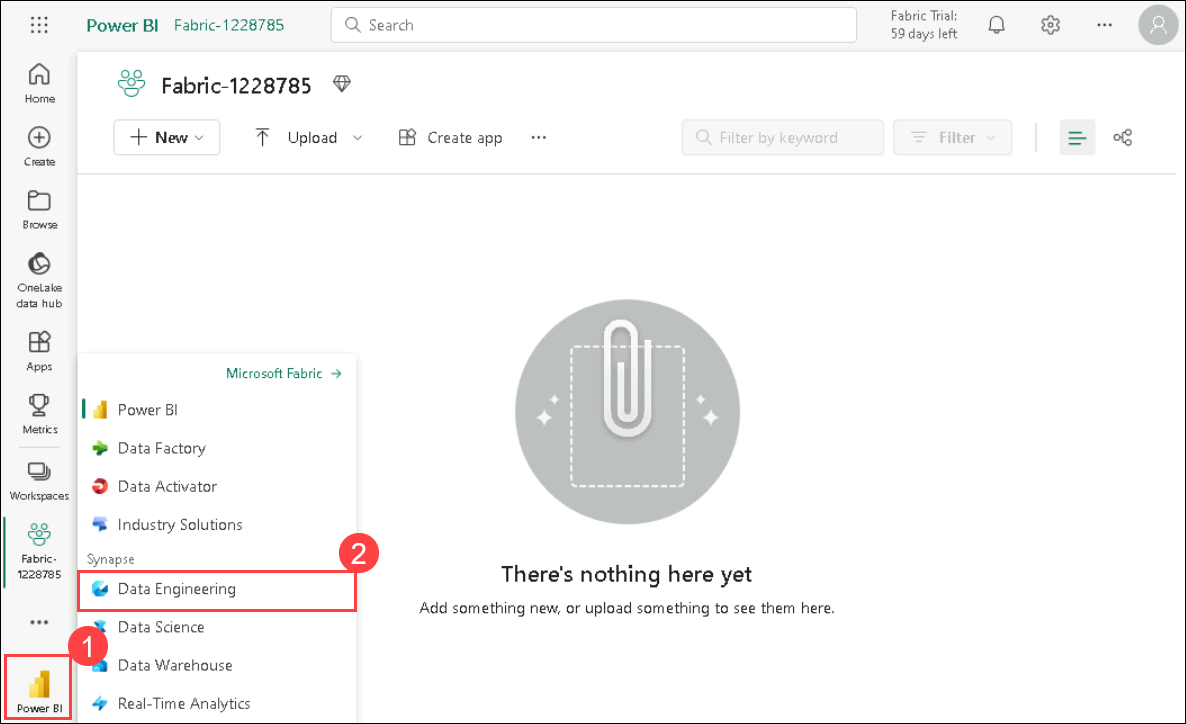 Power BI Fabric-1228785
Search
Fabric Trial:
59 days left
Home
Create
Browse
OneLake
data hub
Apps
Metrics
Workspaces
Fabric-
1228785
Power BI
1
Fabric-1228785
New
Upload
Create app
Filter by keyword
Filter
Microsoft Fabric
Power BI
Data Factory
Data Activator
Industry Solutions
Synapse
2
Data Engineering
Data Science
Data Warehouse
Real-Time Analytics
There's nothing here yet
Add something new, or upload something to see them here.